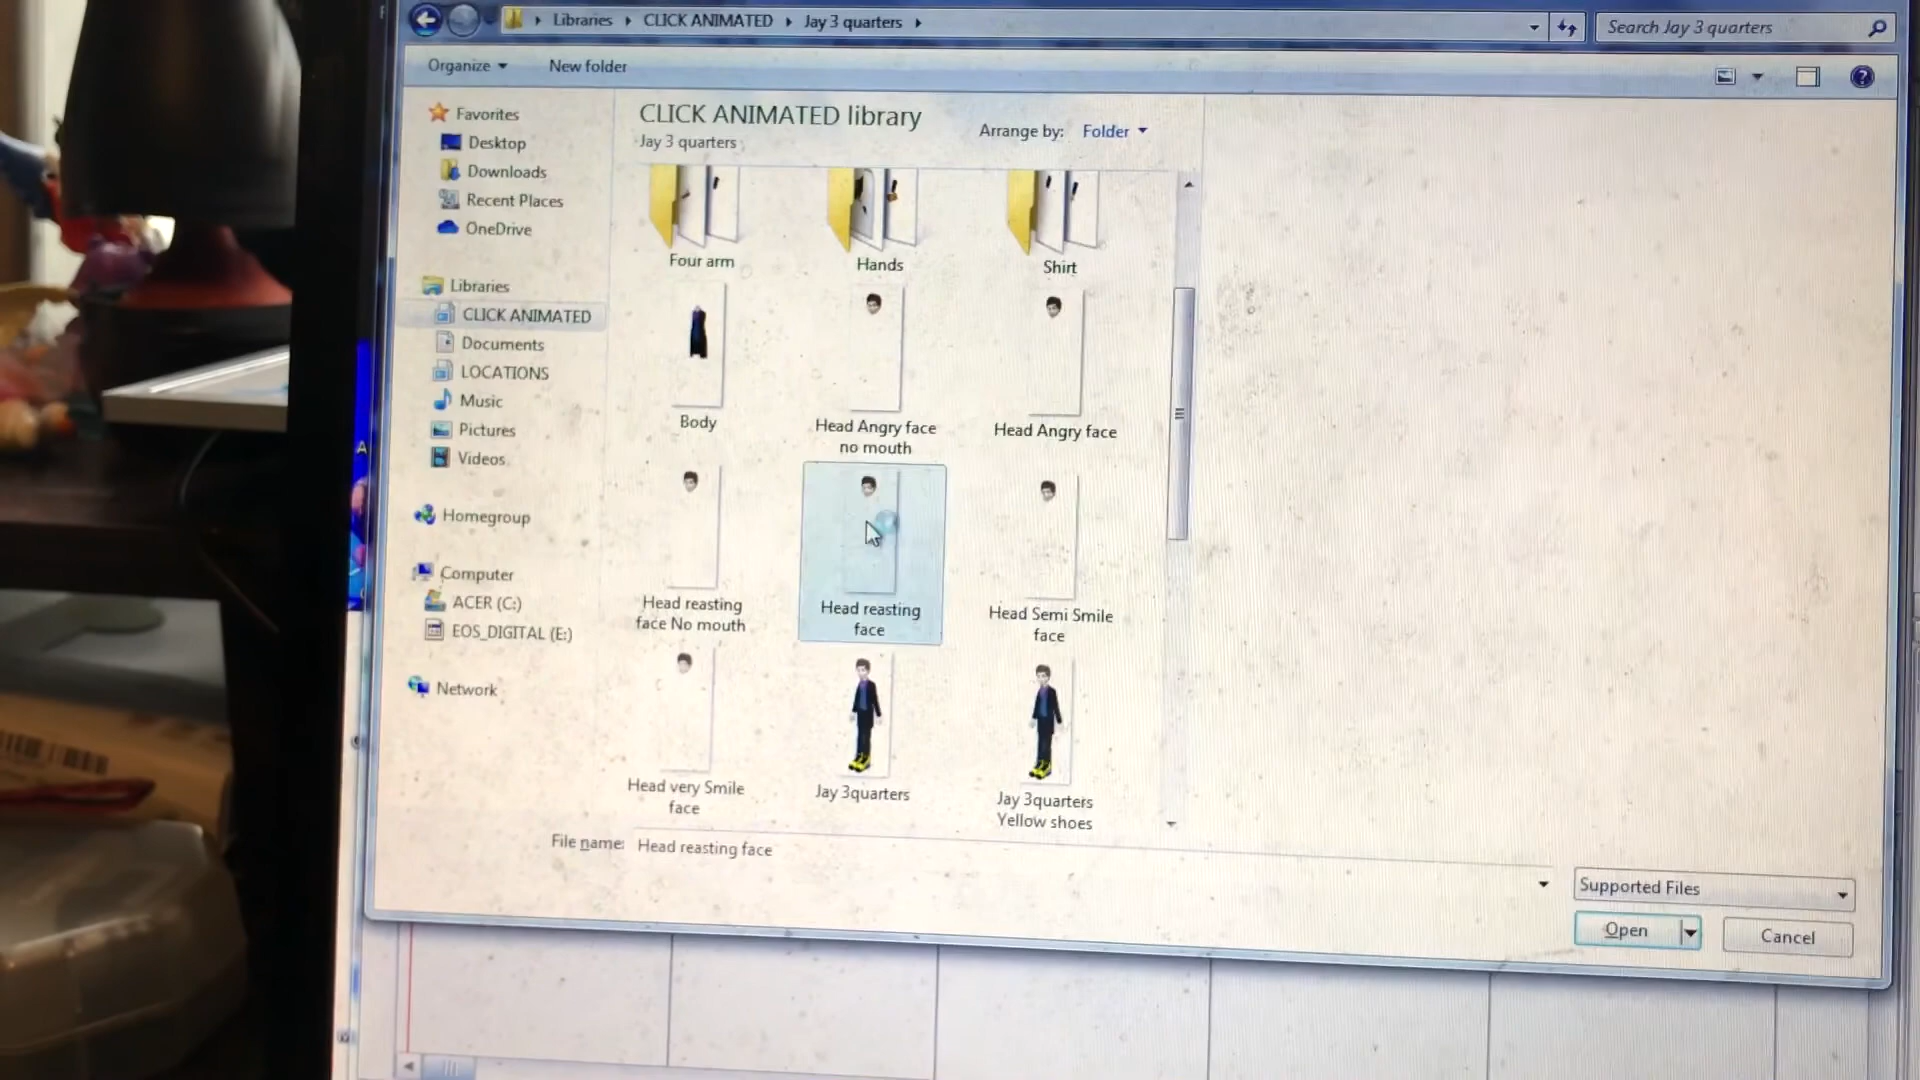 Libraries
CLICK ANIMATED
Jay 3 quarters
Search Jay 3 quarters
Organize
New folder
CLICK ANIMATED library
Jay 3 quarters
Arrange by:
Folder
Favorites
Desktop
Downloads
Recent Places
OneDrive
Libraries
CLICK ANIMATED
Documents
LOCATIONS
Music
Pictures
Videos
Homegroup
Computer
ACER (C:)
EOS_DIGITAL (E:)
Network
Four arm
Hands
Shirt
Body
Head Angry face
no mouth
Head Angry face
Head reasting
face No mouth
Head reasting
face
Head Semi Smile
face
Head very Smile
face
Jay 3quarters
Jay 3quarters
Yellow shoes
File name:
Head reasting face
Supported Files
Open
Cancel
A